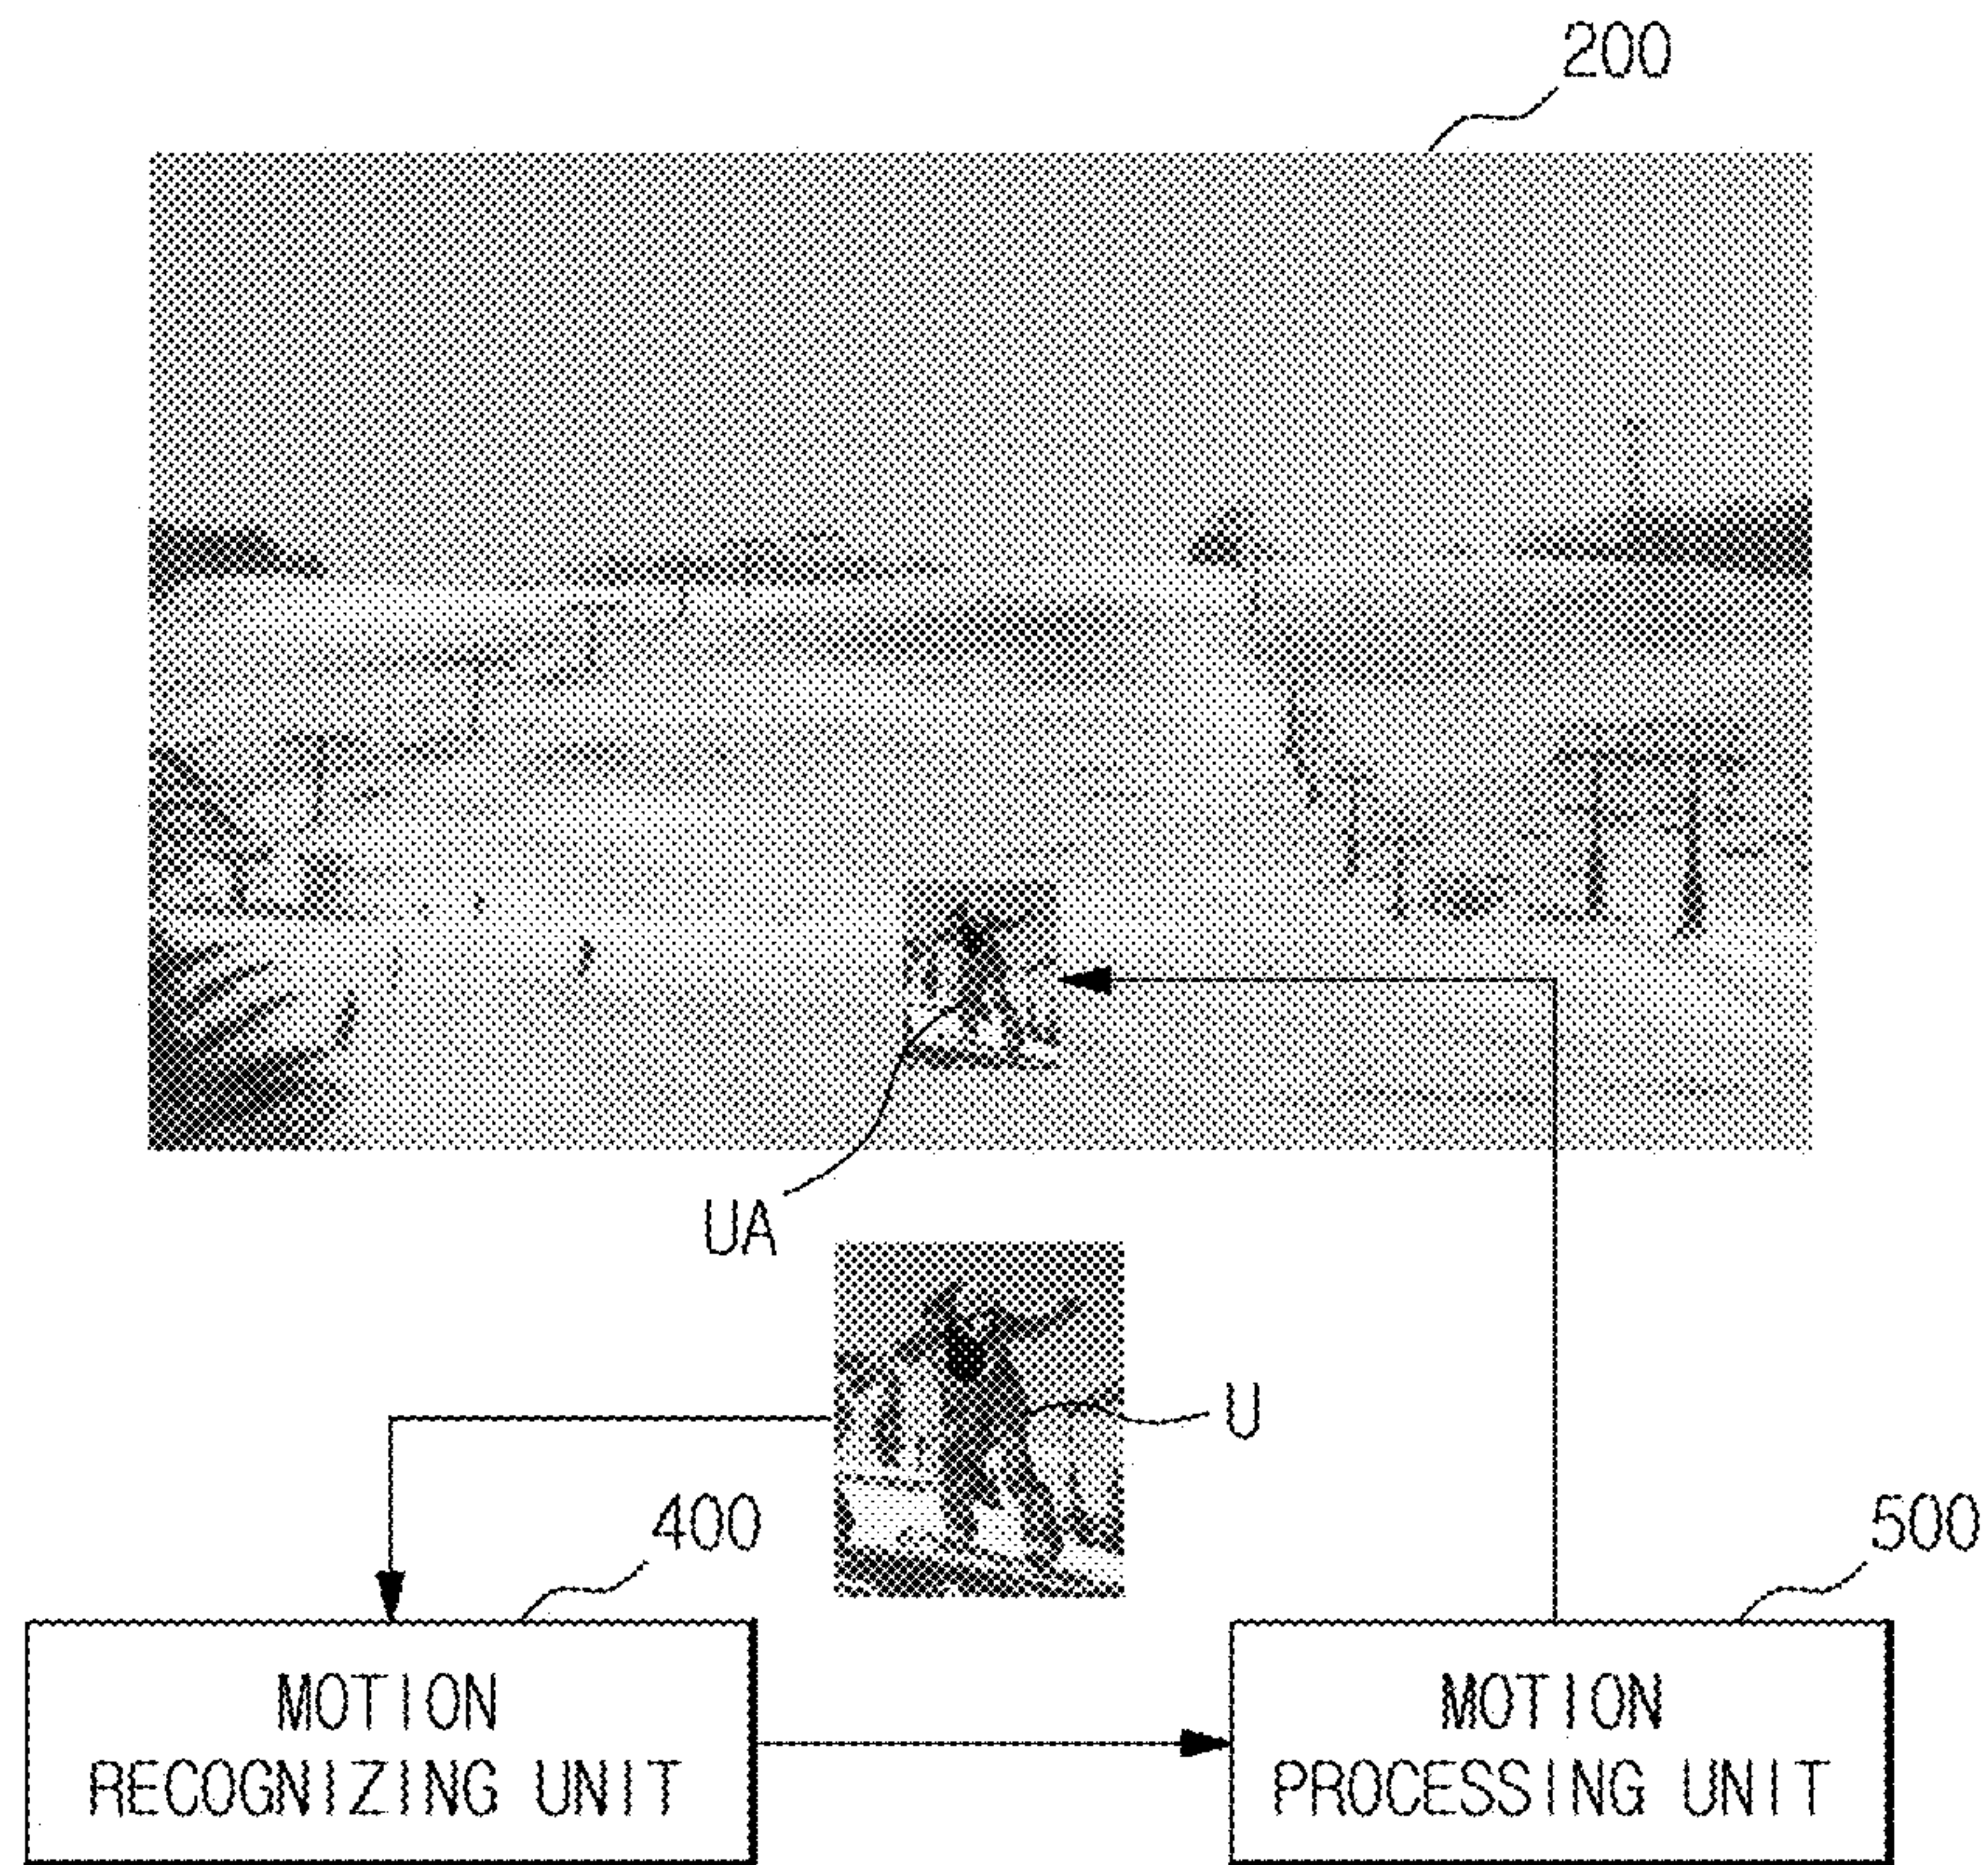 200
UA
U
400
500
MOTION
RECOGNIZING UNIT
MOTION
PROCESSING UNIT